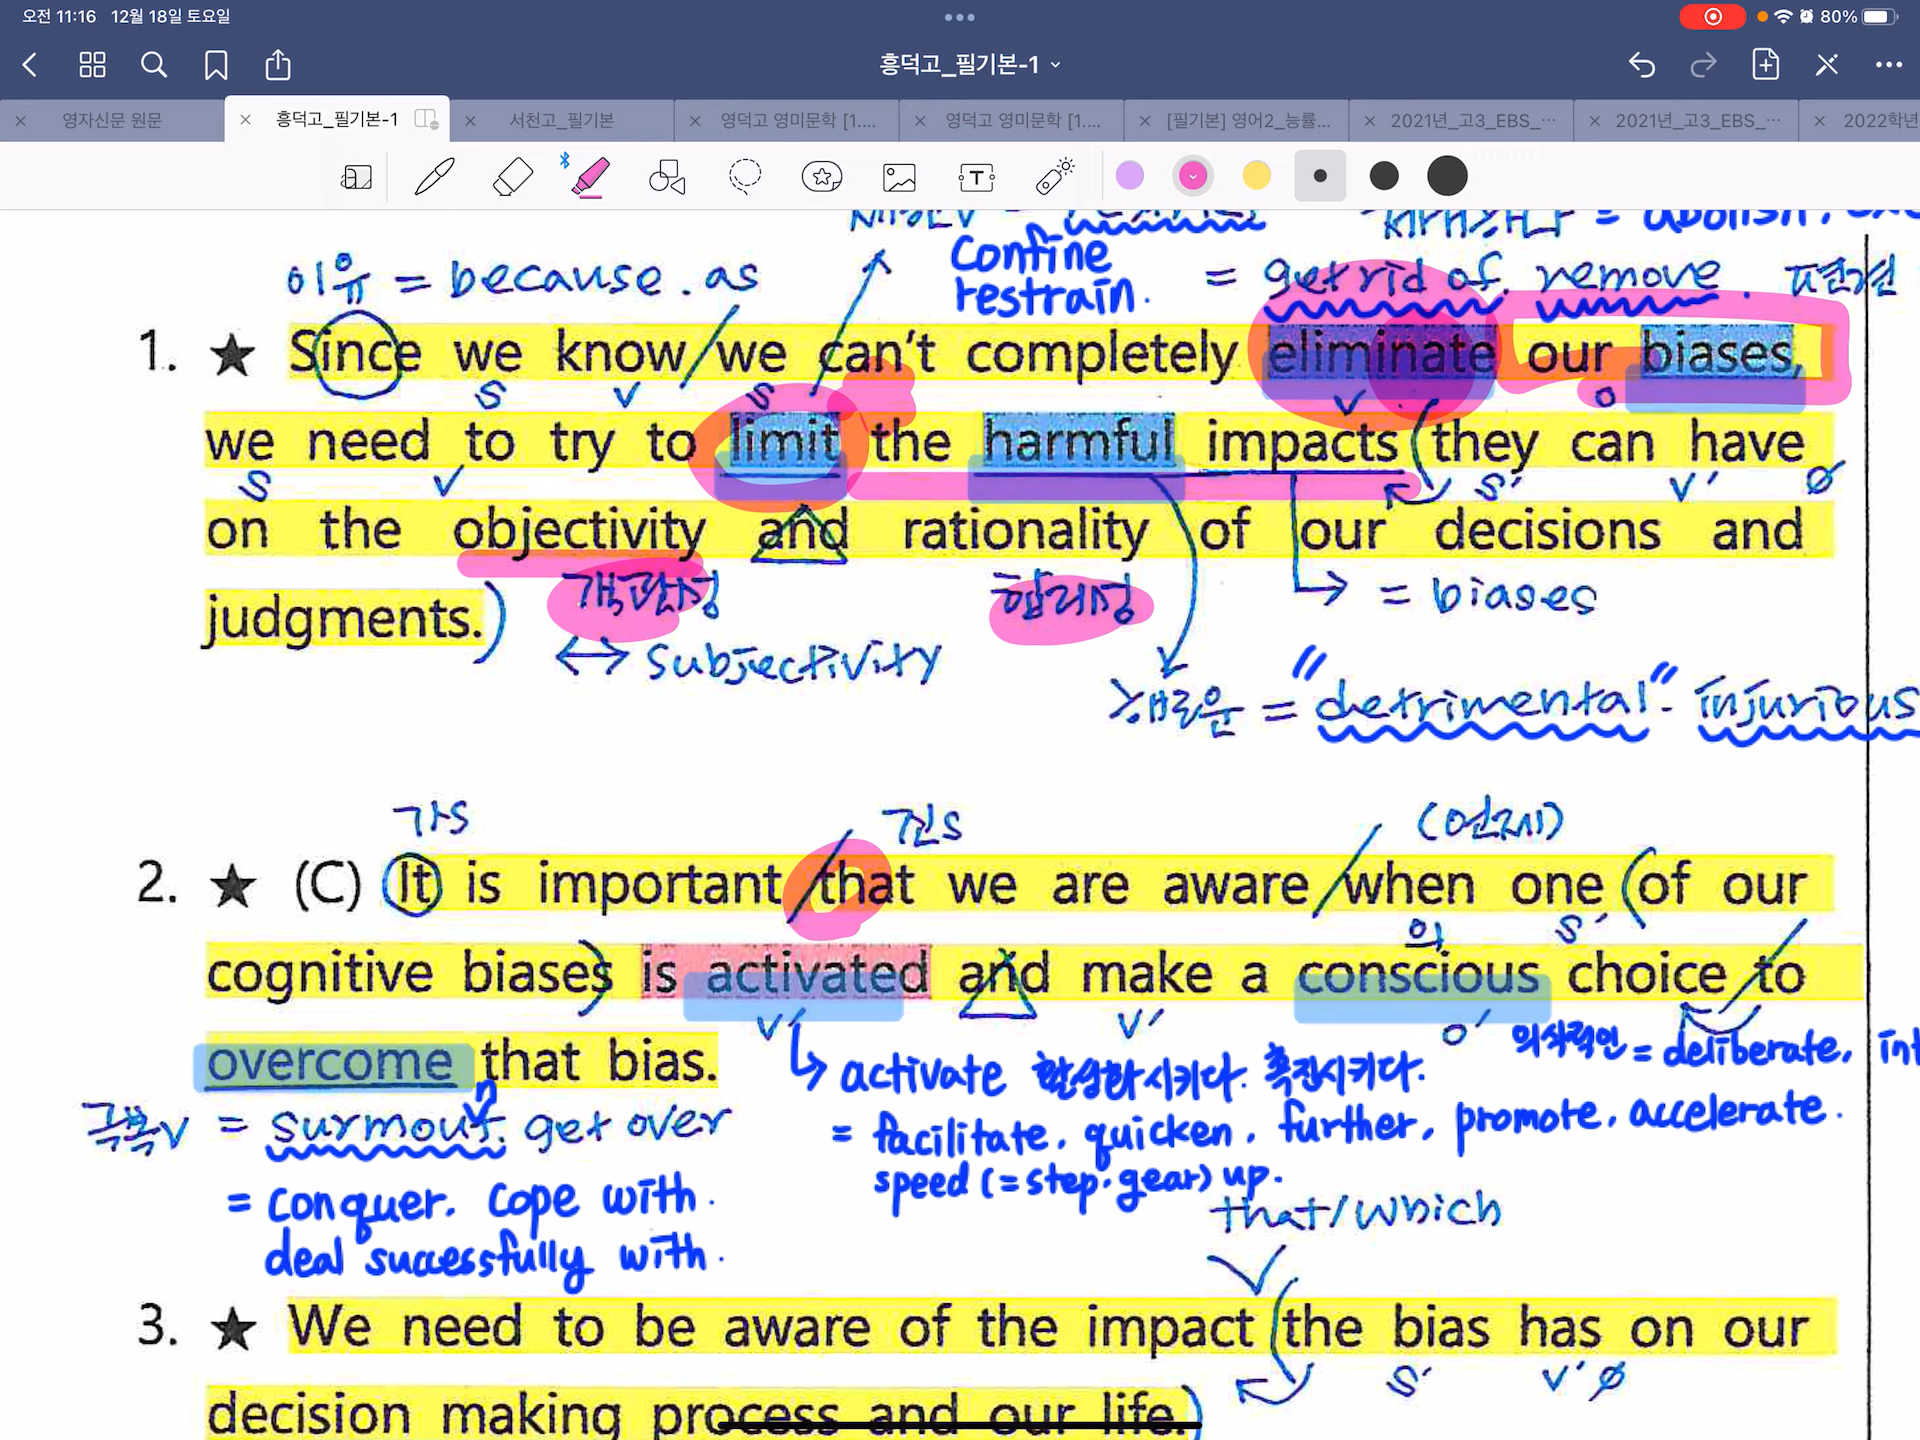 오전 11:16 12월 18일 토요일
80%
흥덕고_필기본-1
영자신문 원문
흥덕고_필기본-1
서천고_필기본
영덕고 영미문학 [1....
영덕고 영미문학 [1....
[필기본] 영어2_능률...
2021년_고3_EBS_...
2021년_고3_EBS_...
2022학년
= abolish,
이유 = because . as
Confine
restrain.
= get rid of. remove .
1. ★ Since we know we can't completely eliminate our biases,
S V S V O
we need to try to limit the harmful impacts they can have
S V S' V'
on the objectivity and rationality of our decisions and
객관성 합리성 = biases
judgments.
↔ subjectivity
해로운 = "detrimental" injurious
가S 진S (언제)
2. ★ (C) It is important that we are aware when one of our
S'
cognitive biases is activated and make a conscious choice to
V' V' O'
의식적인 = deliberate, int
overcome that bias.
activate 활성화시키다. 촉진시키다.
극복V = surmount. get over
= facilitate. quicken, further, promote, accelerate.
speed (= step. gear) up.
= conquer. cope with.
that/which
deal successfully with.
3. ★ We need to be aware of the impact the bias has on our
S' V'
decision making process and our life.